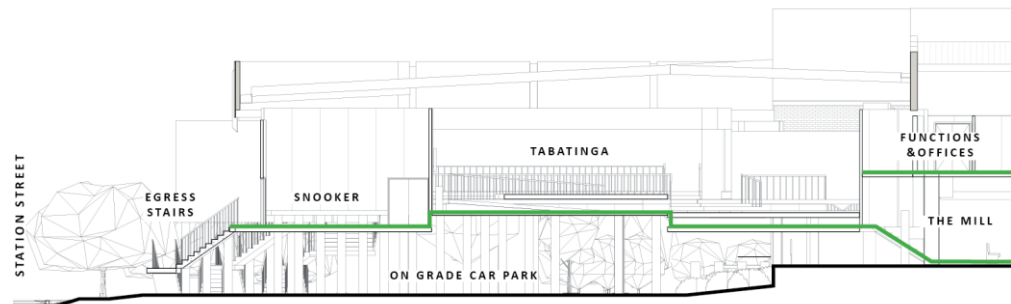 STATION STREET
EGRESS
STAIRS
SNOOKER
TABATINGA
ON GRADE CAR PARK
FUNCTIONS
&OFFICES
THE MILL